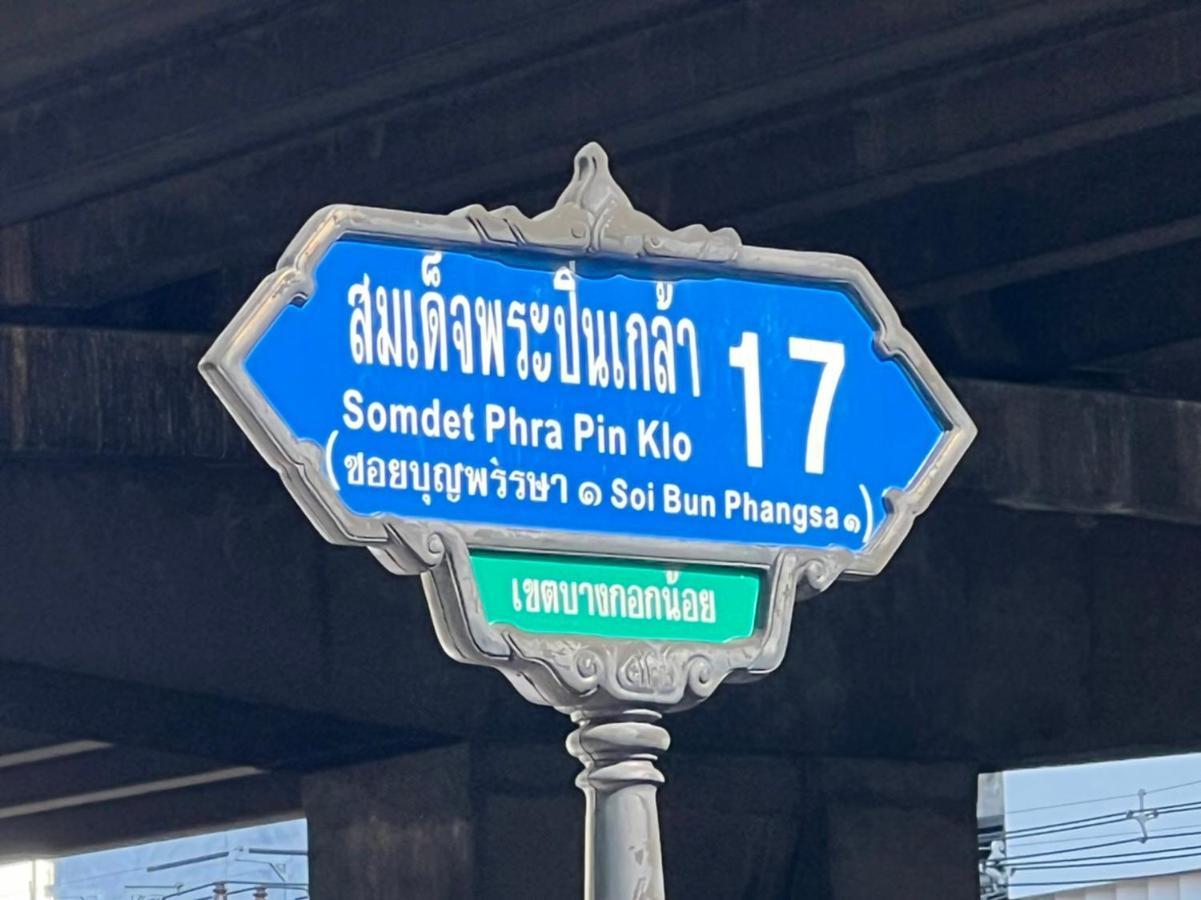 สมเด็จพระปิ่นเกล้า 17
Somdet Phra Pin Klo
(ซอยบุญพรรษา ๑ Soi Bun Phangsa ๑)
เขตบางกอกน้อย